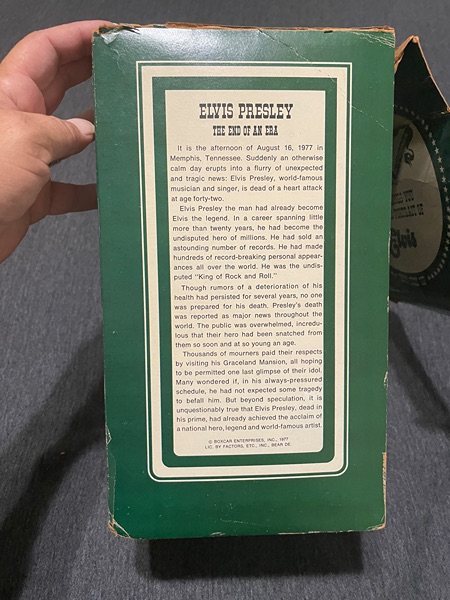 ELVIS PRESLEY
THE END OF AN ERA
It is the afternoon of August 16, 1977 in
Memphis, Tennessee. Suddenly an otherwise
calm day erupts into a flurry of unexpected
and tragic news: Elvis Presley, world-famous
musician and singer, is dead of a heart attack
at age forty-two.
Elvis Presley the man had already become
Elvis the legend. In a career spanning little
more than twenty years, he had become the
undisputed hero of millions. He had sold an
astounding number of records. He had made
hundreds of record-breaking personal appear-
ances all over the world. He was the undis-
puted "King of Rock and Roll."
Though rumors of a deterioration of his
health had persisted for several years, no one
was prepared for his death. Presley's death
was reported as major news throughout the
world. The public was overwhelmed, incredu-
lous that their hero had been snatched from
them so soon and at so young an age.
Thousands of mourners paid their respects
by visiting his Graceland Mansion, all hoping
to be permitted one last glimpse of their idol.
Many wondered if, in his always-pressured
schedule, he had not expected some tragedy
to befall him. But beyond speculation, it is
unquestionably true that Elvis Presley, dead in
his prime, had already achieved the acclaim of
a national hero, legend and world-famous artist.
© BOXCAR ENTERPRISES, INC., 1977
LIC. BY FACTORS, ETC., INC., BEAR DE.
Elvis